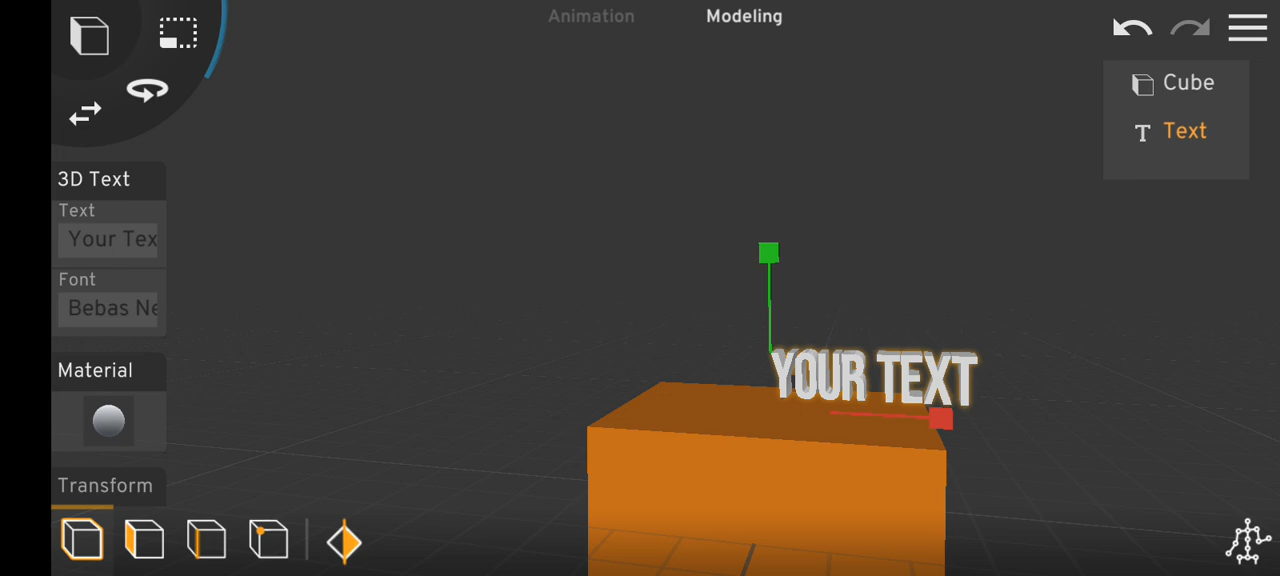 Animation Modeling
Cube
Text
3D Text
Text
Your Tex
Font
Bebas Ne
Material
Transform
YOUR TEXT